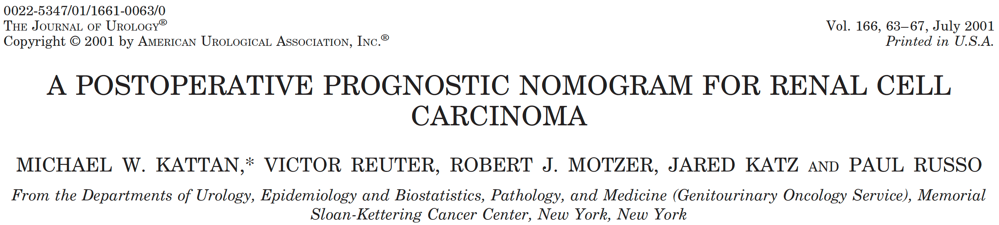 0022-5347/01/1661-0063/0
THE JOURNAL OF UROLOGY®
Vol. 166, 63–67, July 2001
Copyright © 2001 by AMERICAN UROLOGICAL ASSOCIATION, INC.®
Printed in U.S.A.
A POSTOPERATIVE PROGNOSTIC NOMOGRAM FOR RENAL CELL
CARCINOMA
MICHAEL W. KATTAN,* VICTOR REUTER, ROBERT J. MOTZER, JARED KATZ AND PAUL RUSSO
From the Departments of Urology, Epidemiology and Biostatistics, Pathology, and Medicine (Genitourinary Oncology Service), Memorial
Sloan-Kettering Cancer Center, New York, New York